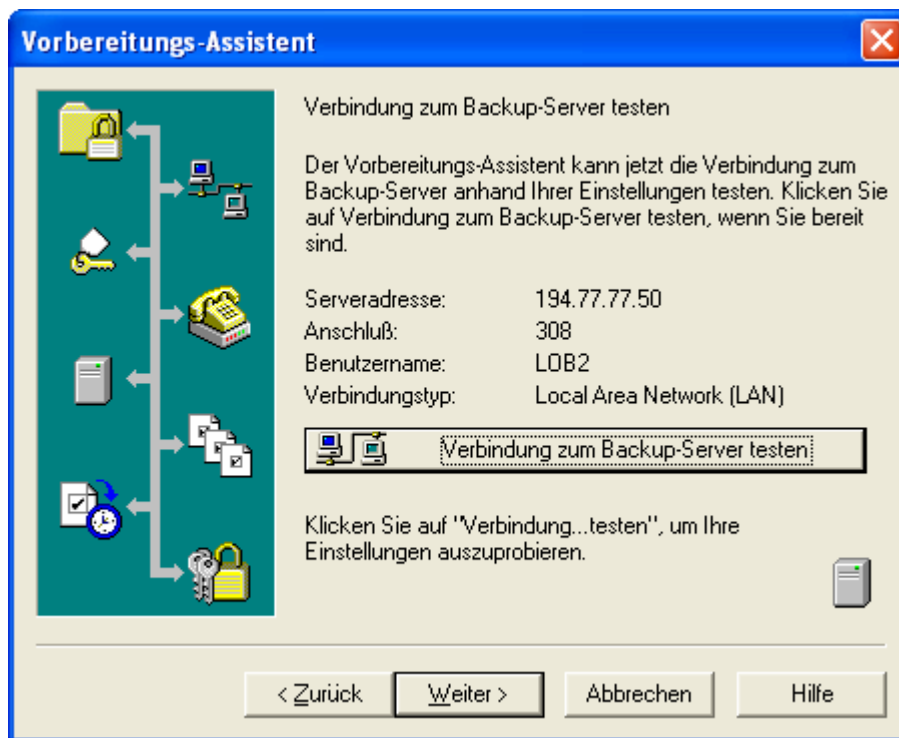 Vorbereitungs-Assistent
Verbindung zum Backup-Server testen
Der Vorbereitungs-Assistent kann jetzt die Verbindung zum
Backup-Server anhand Ihrer Einstellungen testen. Klicken Sie
auf Verbindung zum Backup-Server testen, wenn Sie bereit
sind.
Serveradresse: 194.77.77.50
Anschluß: 308
Benutzername: LOB2
Verbindungstyp: Local Area Network (LAN)
Verbindung zum Backup-Server testen
Klicken Sie auf "Verbindung...testen", um Ihre
Einstellungen auszuprobieren.
< Zurück Weiter > Abbrechen Hilfe